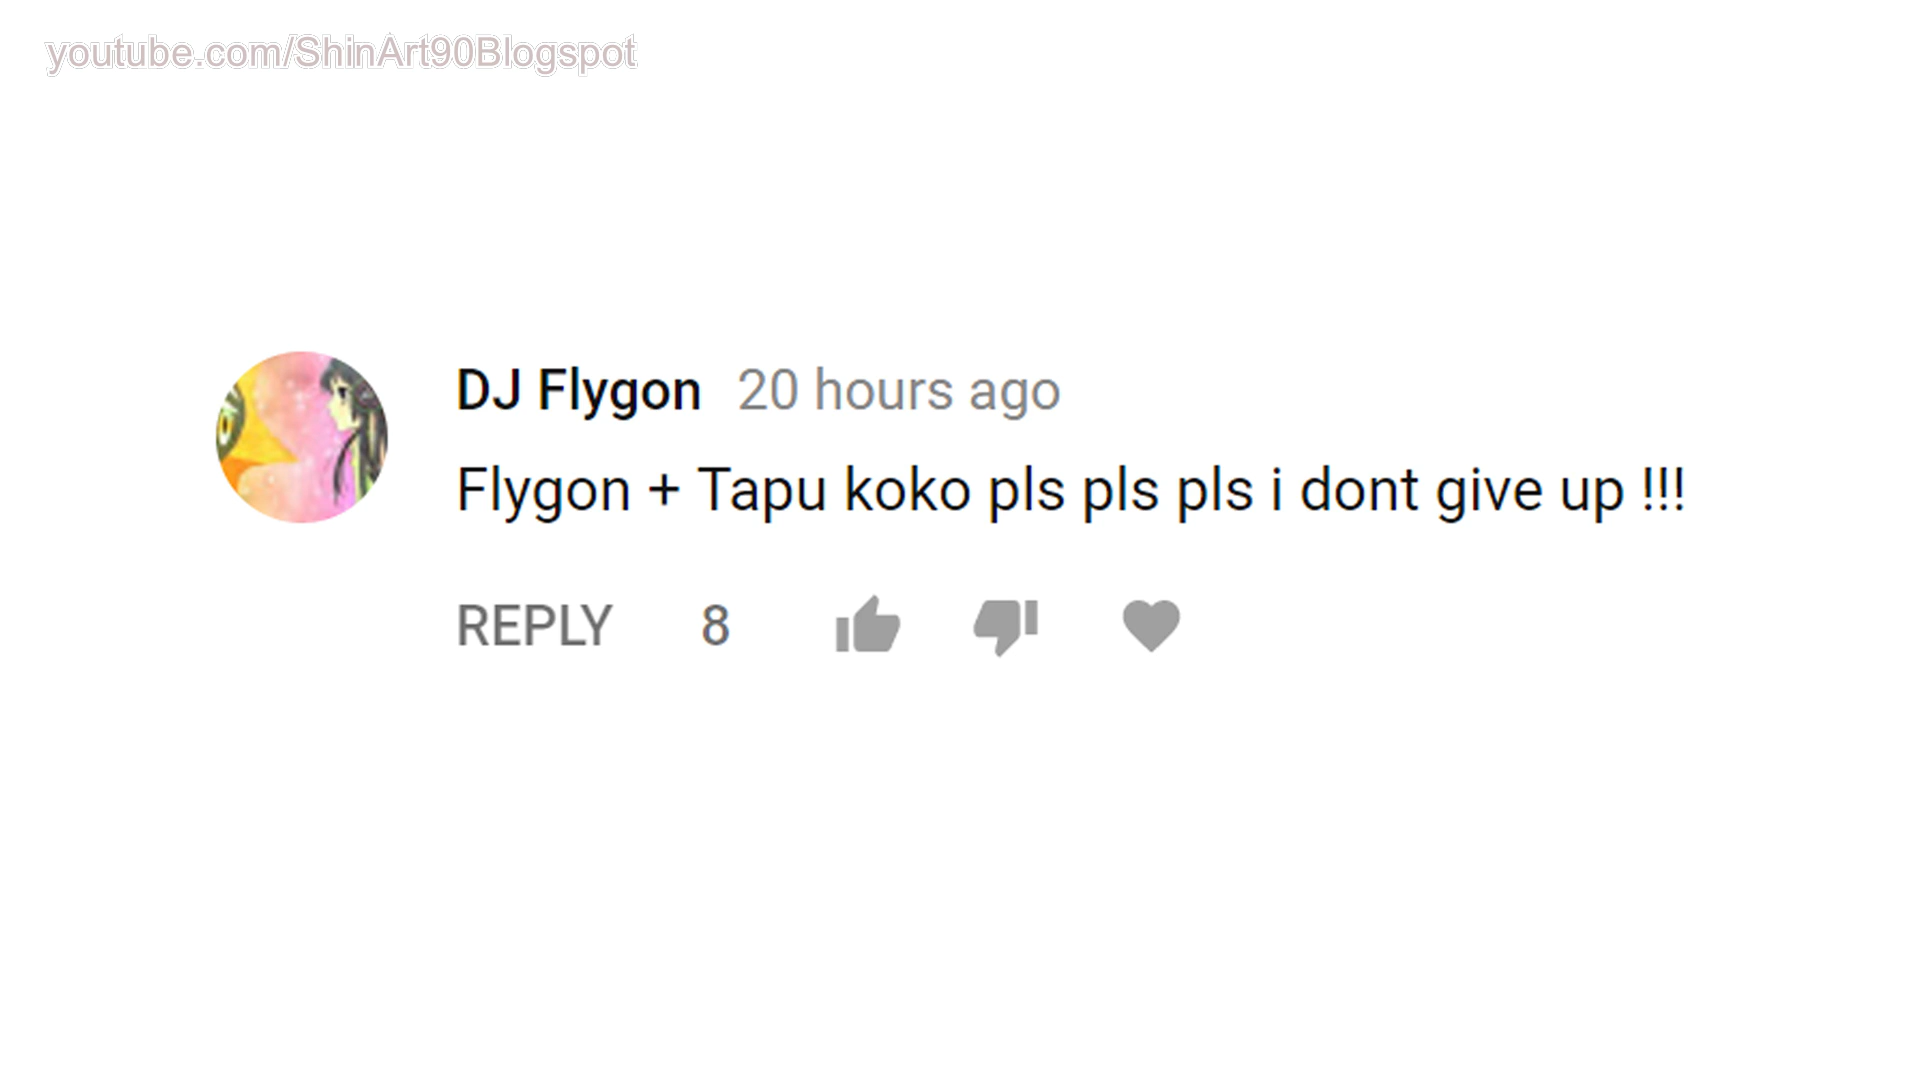 youtube.com/ShinArt90Blogspot
DJ Flygon 20 hours ago
Flygon + Tapu koko pls pls pls i dont give up !!!
REPLY 8